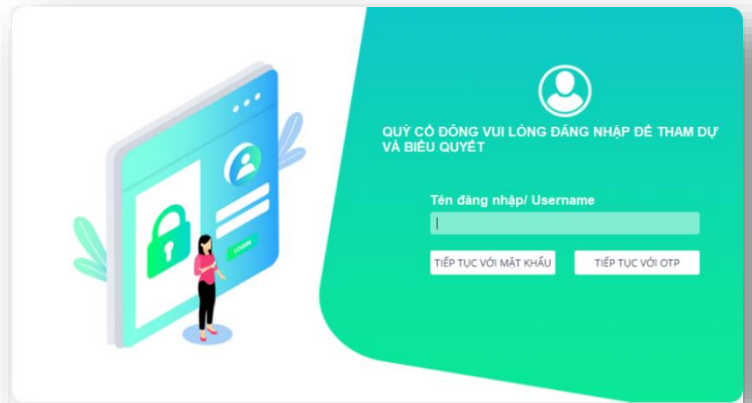 QUÝ CỔ ĐÔNG VUI LÒNG ĐĂNG NHẬP ĐỂ THAM DỰ
VÀ BIỂU QUYẾT
Tên đăng nhập/ Username
TIẾP TỤC VỚI MẬT KHẨU
TIẾP TỤC VỚI OTP
LOGIN